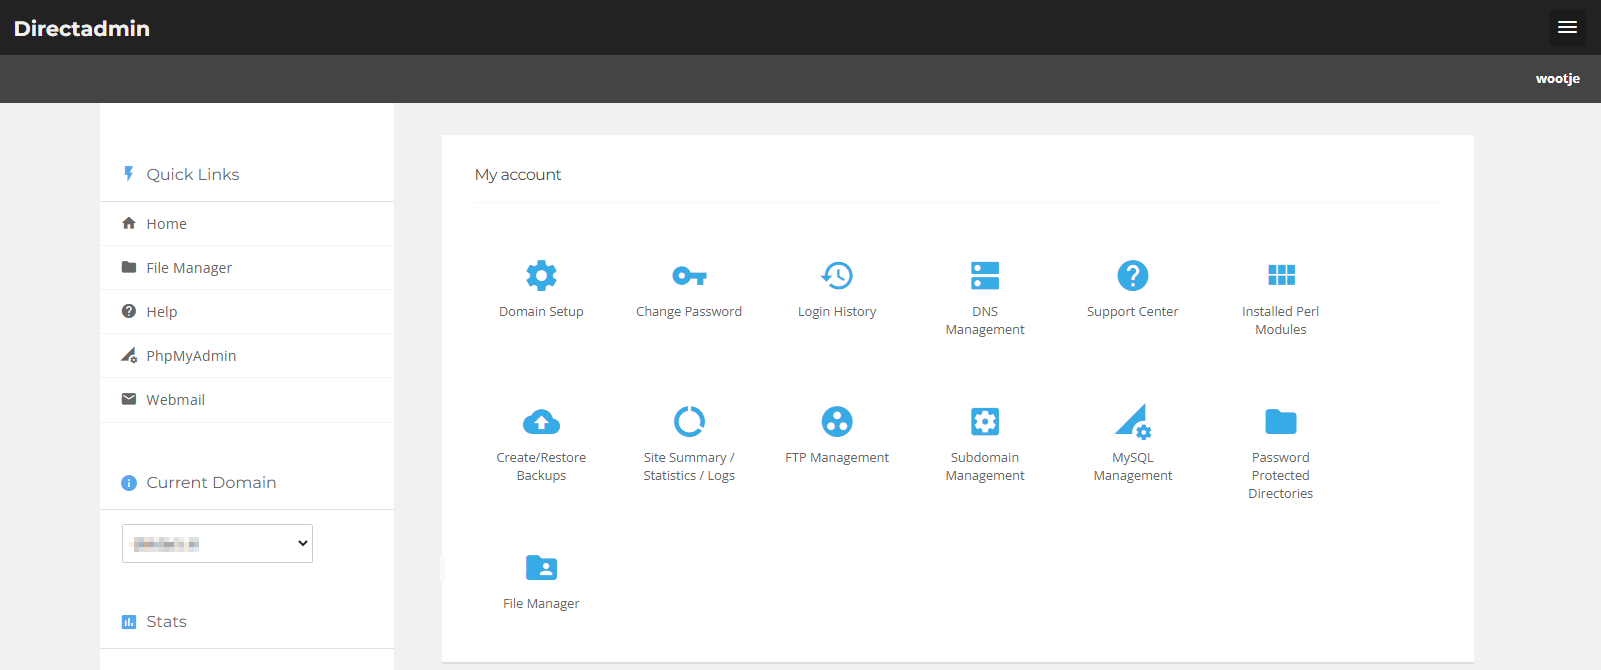 Directadmin
wootje
Quick Links
Home
File Manager
Help
PhpMyAdmin
Webmail
Current Domain
Stats
My account
Domain Setup
Change Password
Login History
DNS
Management
Support Center
Installed Perl
Modules
Create/Restore
Backups
Site Summary /
Statistics / Logs
FTP Management
Subdomain
Management
MySQL
Management
Password
Protected
Directories
File Manager